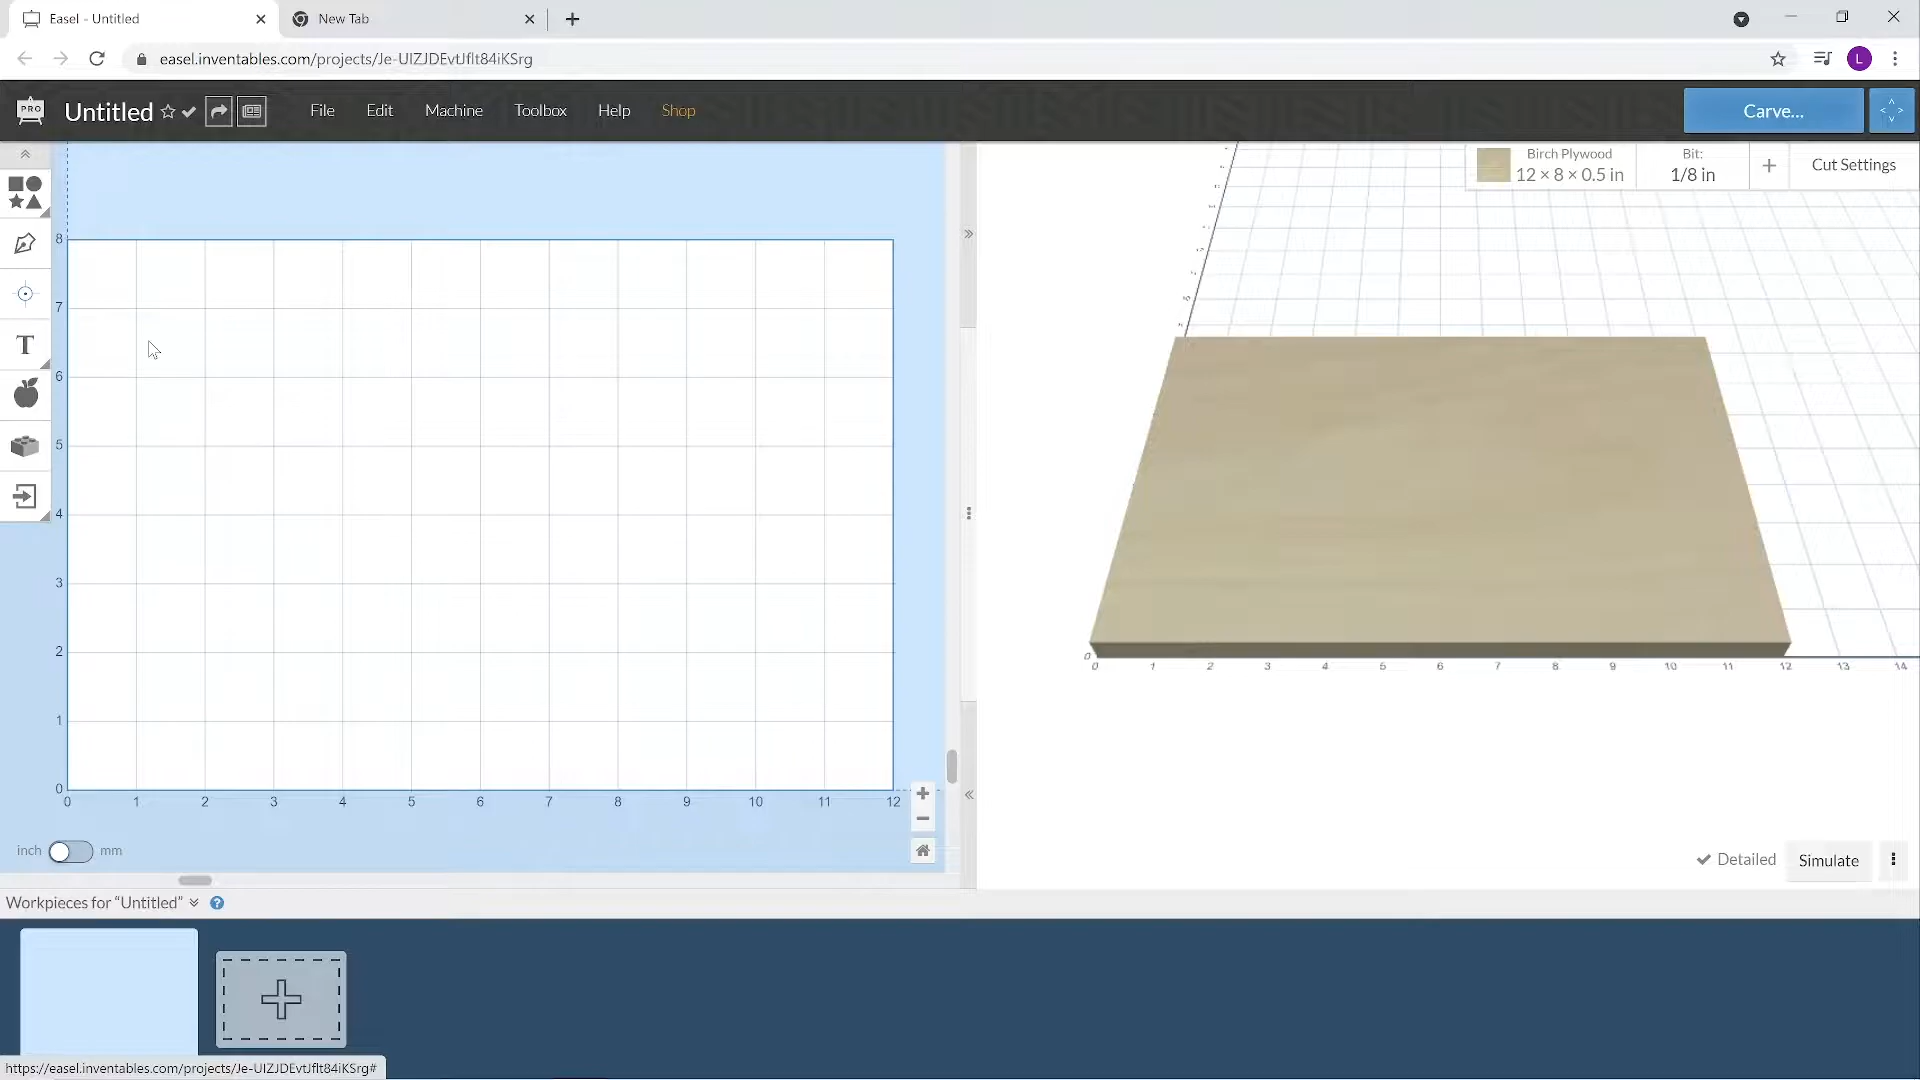 Easel - Untitled
New Tab
easel.inventables.com/projects/Je-UIZJDEvtJflt84iKSrg
L
PRO
Untitled
File
Edit
Machine
Toolbox
Help
Shop
Carve...
Birch Plywood
12 × 8 × 0.5 in
Bit:
1/8 in
Cut Settings
T
8
7
6
5
4
3
2
1
0
0 1 2 3 4 5 6 7 8 9 10 11 12
0
0 1 2 3 4 5 6 7 8 9 10 11 12 13 14
inch
mm
Detailed
Simulate
Workpieces for “Untitled”
?
https://easel.inventables.com/projects/Je-UIZJDEvtJflt84iKSrg#